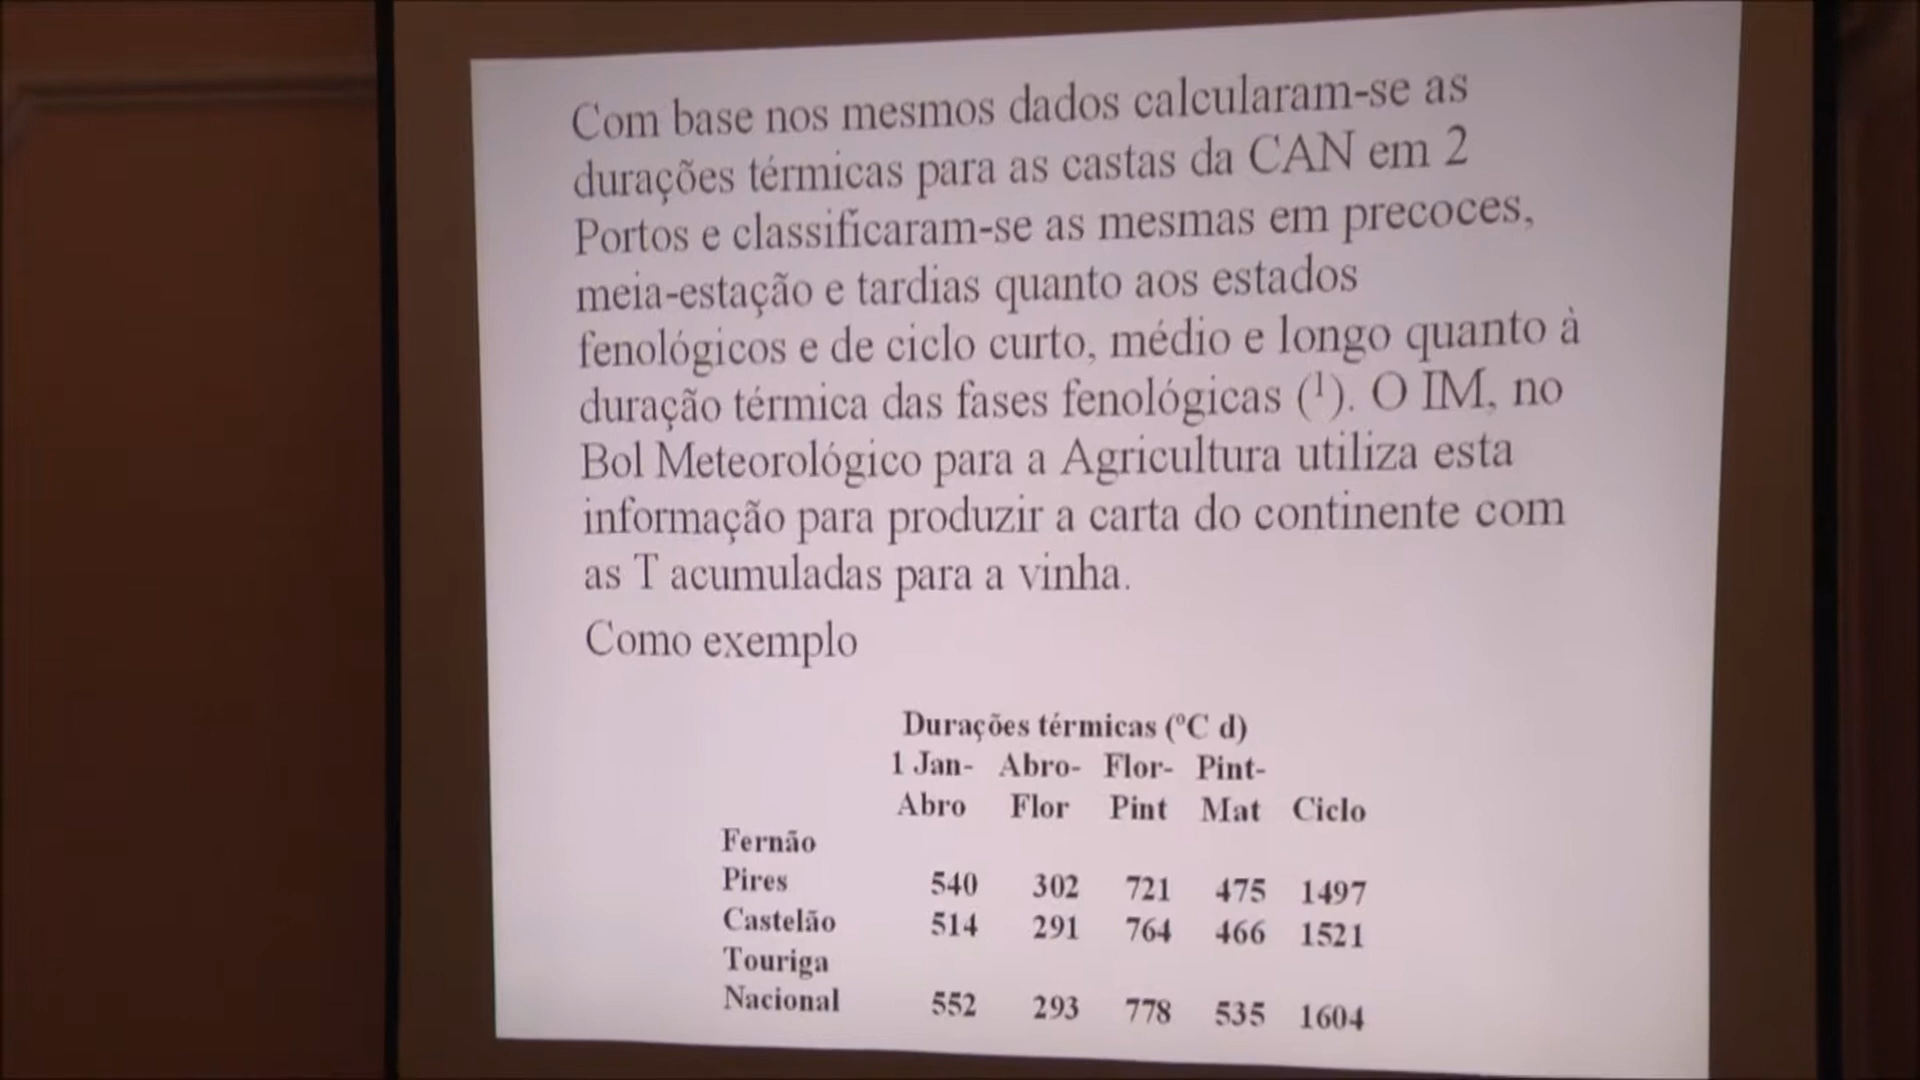 Com base nos mesmos dados calcularam-se as
durações térmicas para as castas da CAN em 2
Portos e classificaram-se as mesmas em precoces,
meia-estação e tardias quanto aos estados
fenológicos e de ciclo curto, médio e longo quanto à
duração térmica das fases fenológicas (¹). O IM, no
Bol Meteorológico para a Agricultura utiliza esta
informação para produzir a carta do continente com
as T acumuladas para a vinha.
Como exemplo
Durações térmicas (ºC d)
1 Jan- Abro- Flor- Pint-
Abro Flor Pint Mat Ciclo
Fernão
Pires 540 302 721 475 1497
Castelão 514 291 764 466 1521
Touriga
Nacional 552 293 778 535 1604